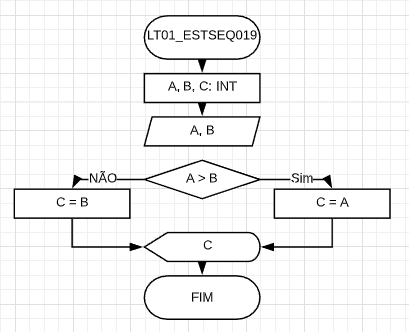 LT01_ESTSEQ019
A, B, C: INT
A, B
NÃO
A > B
Sim
C = B
C = A
C
FIM